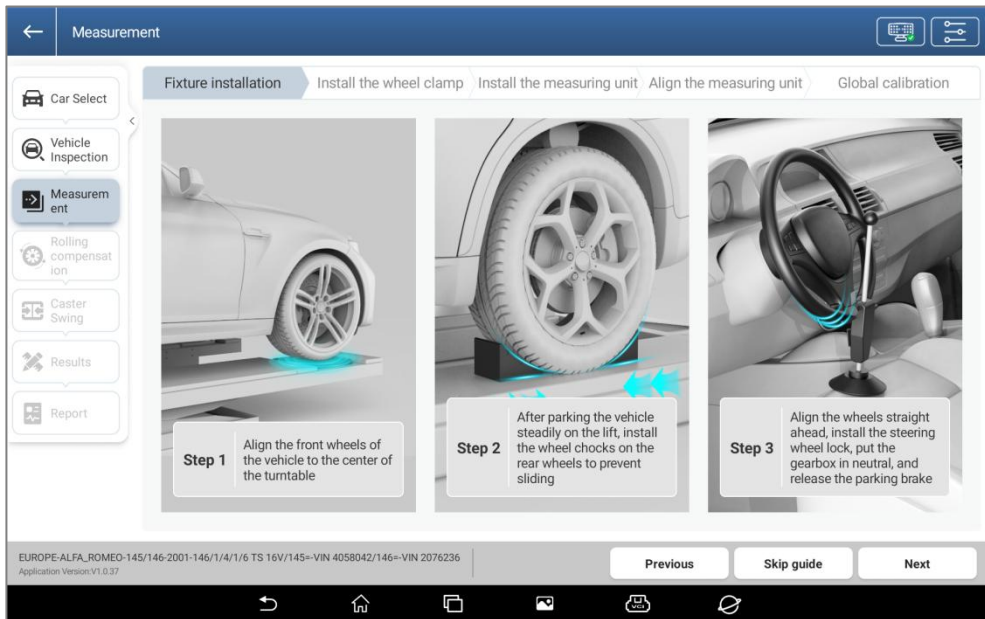 Measurement
Car Select
Vehicle
Inspection
Measurem
ent
Rolling
compensat
ion
Caster
Swing
Results
Report
Fixture installation
Install the wheel clamp
Install the measuring unit
Align the measuring unit
Global calibration
Step 1
Align the front wheels of
the vehicle to the center of
the turntable
Step 2
After parking the vehicle
steadily on the lift, install
the wheel chocks on the
rear wheels to prevent
sliding
Step 3
Align the wheels straight
ahead, install the steering
wheel lock, put the
gearbox in neutral, and
release the parking brake
EUROPE-ALFA_ROMEO-145/146-2001-146/1/4/1/6 TS 16V/145=-VIN 4058042/146=-VIN 2076236
Application Version:V1.0.37
Previous
Skip guide
Next
VCI